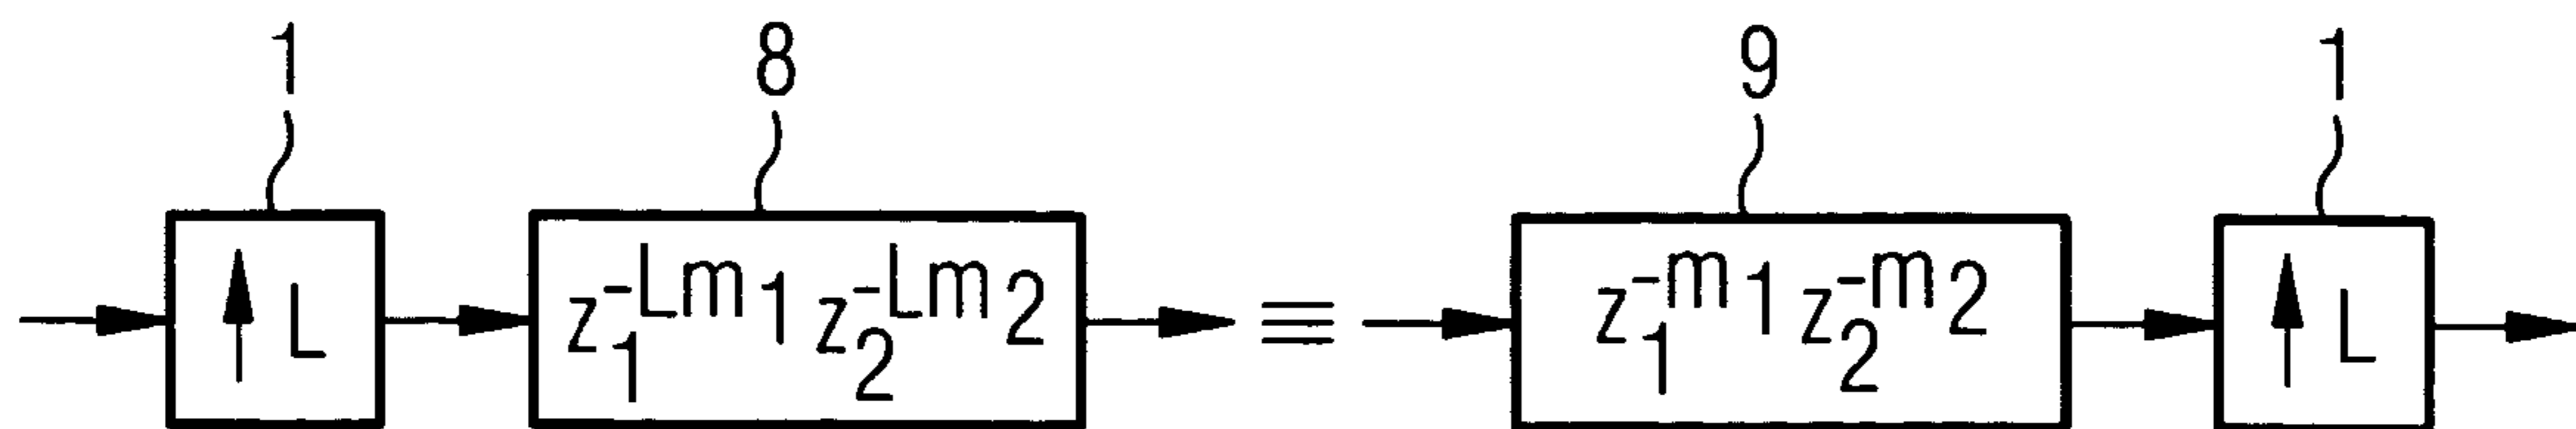 1 8 9 1
↑ L z₁^-Lm₁ z₂^-Lm₂ ≡ z₁^-m₁ z₂^-m₂ ↑ L